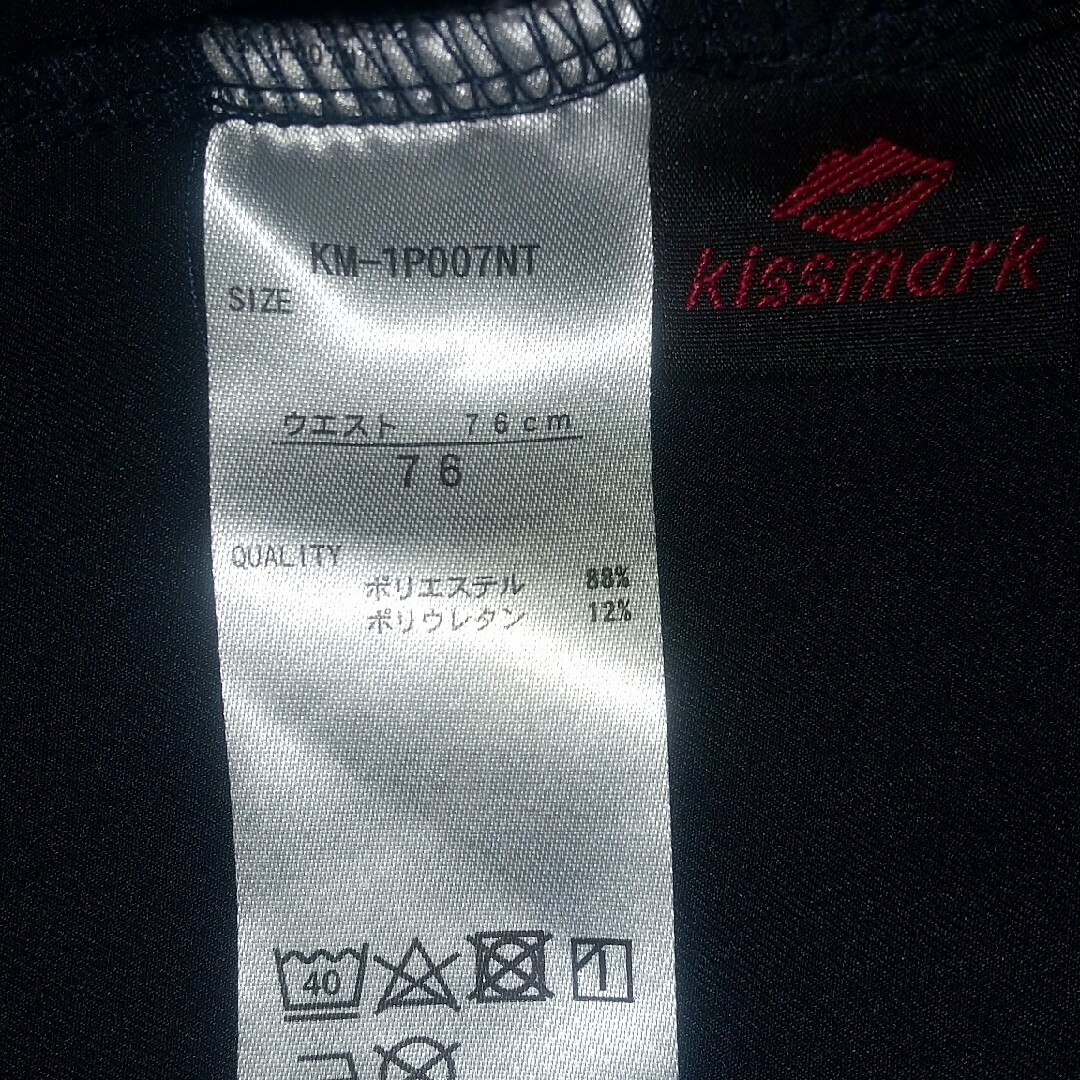 KM-1P007NT
kissmark
SIZE
ウエスト 76cm
76
QUALITY
ポリエステル 88%
ポリウレタン 12%
40